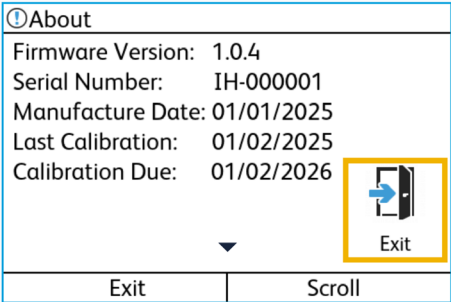 About
Firmware Version: 1.0.4
Serial Number: IH-000001
Manufacture Date: 01/01/2025
Last Calibration: 01/02/2025
Calibration Due: 01/02/2026
Exit
Exit Scroll